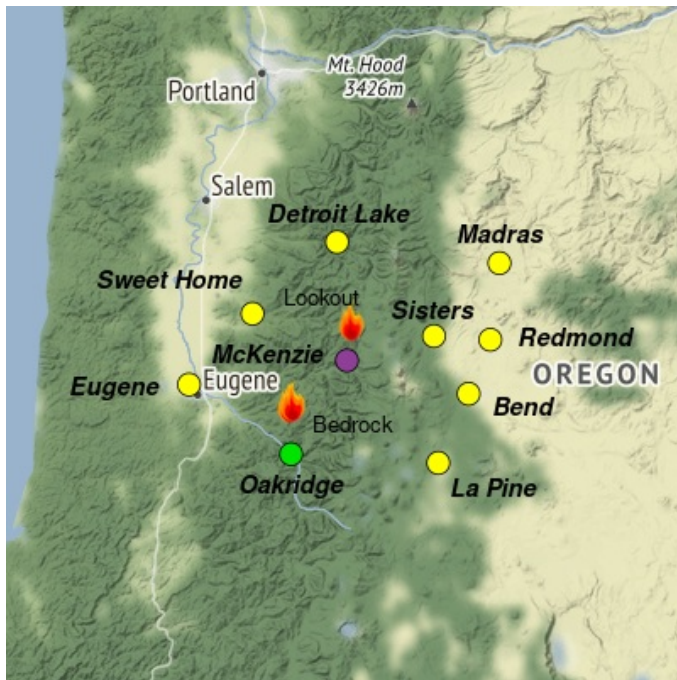 Mt. Hood
3426m
Portland
Salem
Detroit Lake
Madras
Sweet Home
Lookout
Sisters
Redmond
McKenzie
OREGON
Eugene
Eugene
Bend
Bedrock
Oakridge
La Pine